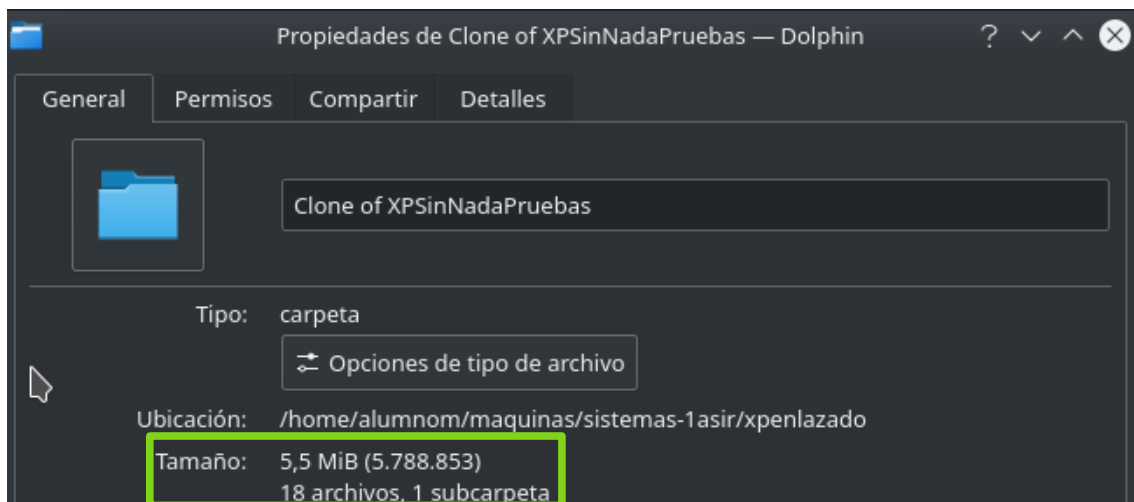 Propiedades de Clone of XPSinNadaPruebas — Dolphin
General Permisos Compartir Detalles
Clone of XPSinNadaPruebas
Tipo: carpeta
Opciones de tipo de archivo
Ubicación: /home/alumnom/maquinas/sistemas-1asir/xpenlazado
Tamaño: 5,5 MiB (5.788.853)
18 archivos, 1 subcarpeta